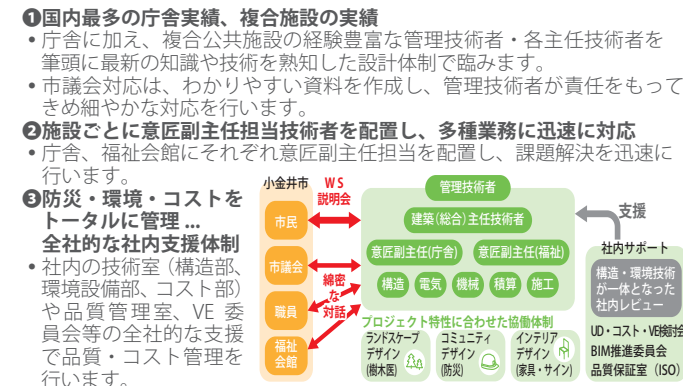 ❶国内最多の庁舎実績、複合施設の実績
• 庁舎に加え、複合公共施設の経験豊富な管理技術者・各主任技術者を
筆頭に最新の知識や技術を熟知した設計体制で臨みます。
• 市議会対応は、わかりやすい資料を作成し、管理技術者が責任をもって
きめ細やかな対応を行います。
❷施設ごとに意匠副主任担当技術者を配置し、多種業務に迅速に対応
• 庁舎、福祉会館にそれぞれ意匠副主任担当を配置し、課題解決を迅速に
行います。
❸防災・環境・コストを
トータルに管理 ...
全社的な社内支援体制
• 社内の技術室（構造部、
環境設備部、コスト部）
や品質管理室、VE 委
員会等の全社的な支援
で品質・コスト管理を
行います。
小金井市
市民
市議会
職員
福祉
会館
WS
説明会
綿密
な
対話
管理技術者
建築(総合)主任技術者
意匠副主任(庁舎)
意匠副主任(福祉)
構造
電気
機械
積算
施工
プロジェクト特性に合わせた協働体制
ランドスケープ
デザイン
(樹木医)
コミュニティ
デザイン
(防災)
インテリア
デザイン
(家具・サイン)
支援
社内サポート
構造・環境技術
が一体となった
社内レビュー
UD・コスト・VE検討会
BIM推進委員会
品質保証室（ISO）